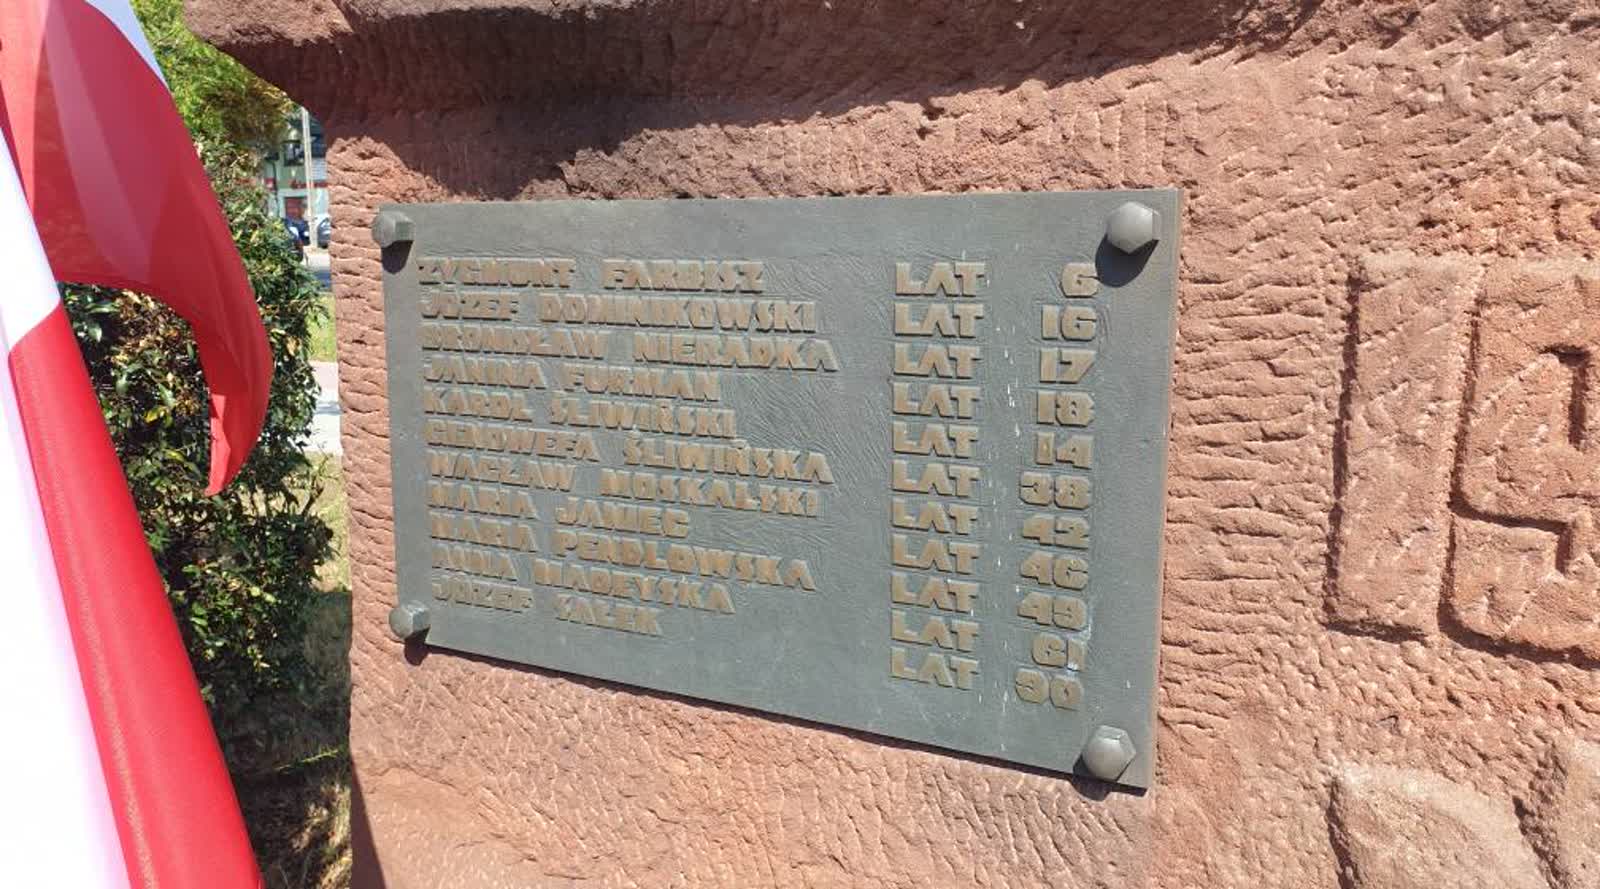 ZYGMUNT FARBISZ LAT 6
JÓZEF DOMINIKOWSKI LAT 16
BRONISŁAW NIERADKA LAT 17
JANINA FURMAN LAT 18
KAROL ŚLIWIŃSKI LAT 14
GENOWEFA ŚLIWIŃSKA LAT 38
WACŁAW MOSKALSKI LAT 42
MARIA JANIEC LAT 46
MARIA PENDLOWSKA LAT 49
ANNA MADEYSKA LAT 61
JÓZEF SAŁEK LAT 90
19